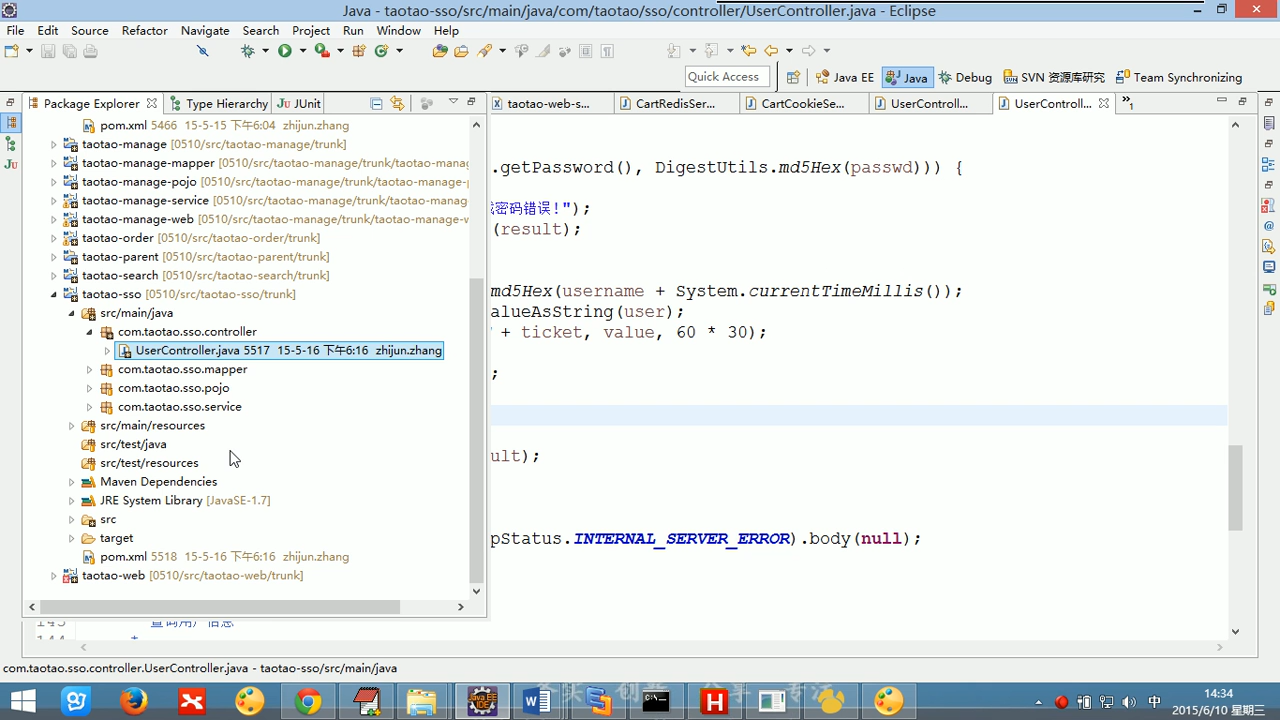 Java - taotao-sso/src/main/java/com/taotao/sso/controller/UserController.java - Eclipse
File Edit Source Refactor Navigate Search Project Run Window Help
Quick Access Java EE Java Debug SVN 资源库研究 Team Synchronizing
Package Explorer Type Hierarchy JUnit
taotao-web-s... CartRedisSer... CartCookieSe... UserControll... UserControll... »1
pom.xml 5466 15-5-15 下午6:04 zhijun.zhang
taotao-manage [0510/src/taotao-manage/trunk]
taotao-manage-mapper [0510/src/taotao-manage/trunk/taotao-mana
taotao-manage-pojo [0510/src/taotao-manage/trunk/taotao-manage-p
taotao-manage-service [0510/src/taotao-manage/trunk/taotao-mana
taotao-manage-web [0510/src/taotao-manage/trunk/taotao-manage-w
taotao-order [0510/src/taotao-order/trunk]
taotao-parent [0510/src/taotao-parent/trunk]
taotao-search [0510/src/taotao-search/trunk]
taotao-sso [0510/src/taotao-sso/trunk]
src/main/java
com.taotao.sso.controller
UserController.java 5517 15-5-16 下午6:16 zhijun.zhang
com.taotao.sso.mapper
com.taotao.sso.pojo
com.taotao.sso.service
src/main/resources
src/test/java
src/test/resources
Maven Dependencies
JRE System Library [JavaSE-1.7]
src
target
pom.xml 5518 15-5-16 下午6:16 zhijun.zhang
taotao-web [0510/src/taotao-web/trunk]
.getPassword(), DigestUtils.md5Hex(passwd))) {
密码错误!");
(result);
md5Hex(username + System.currentTimeMillis());
alueAsString(user);
+ ticket, value, 60 * 30);
;
ult);
pStatus.INTERNAL_SERVER_ERROR).body(null);
143 查询用户信息
144 *
com.taotao.sso.controller.UserController.java - taotao-sso/src/main/java
中
14:34
2015/6/10 星期三